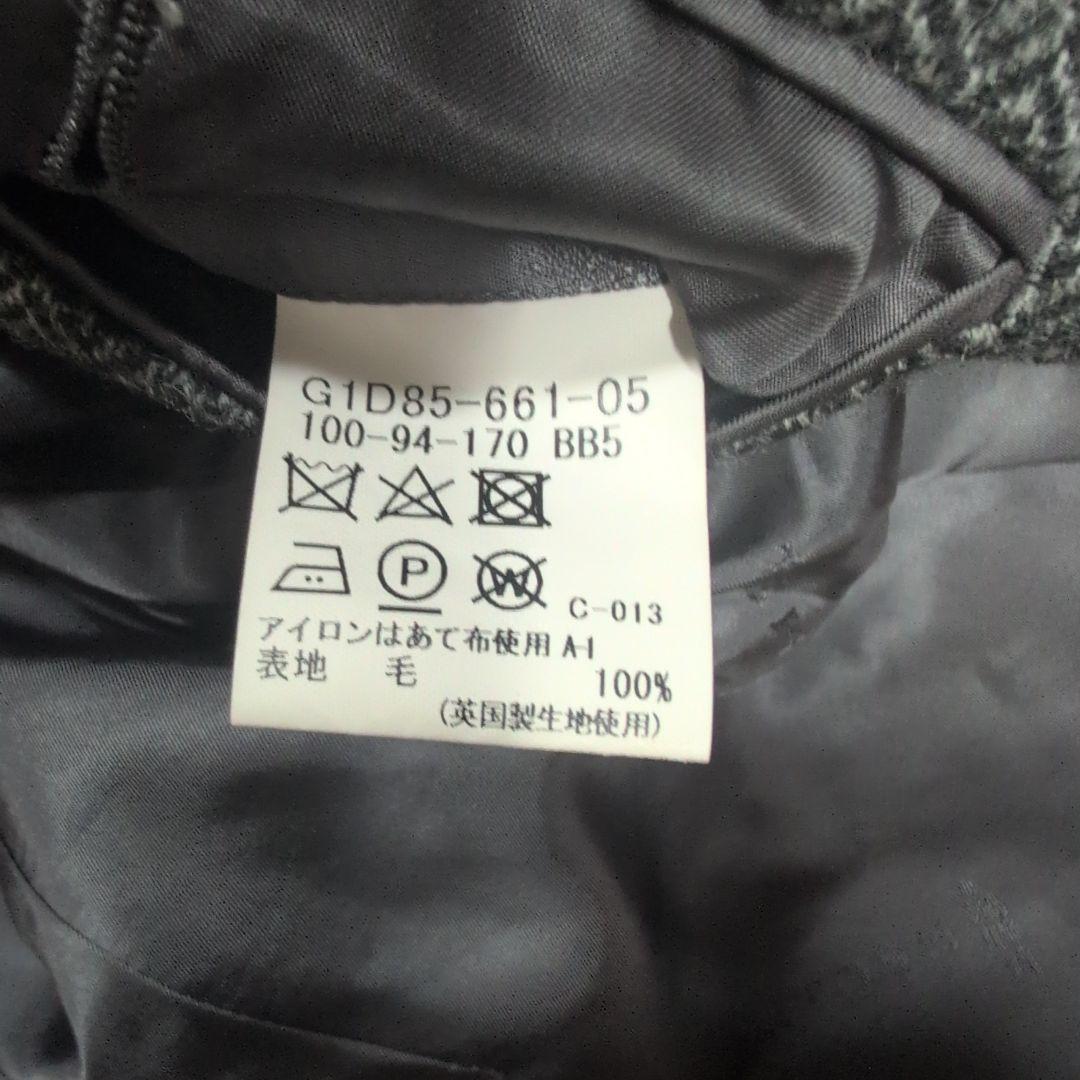 G1D85-661-05
100-94-170 BB5
P W C-013
アイロンはあて布使用 A-1
表地 毛 100%
(英国製生地使用)